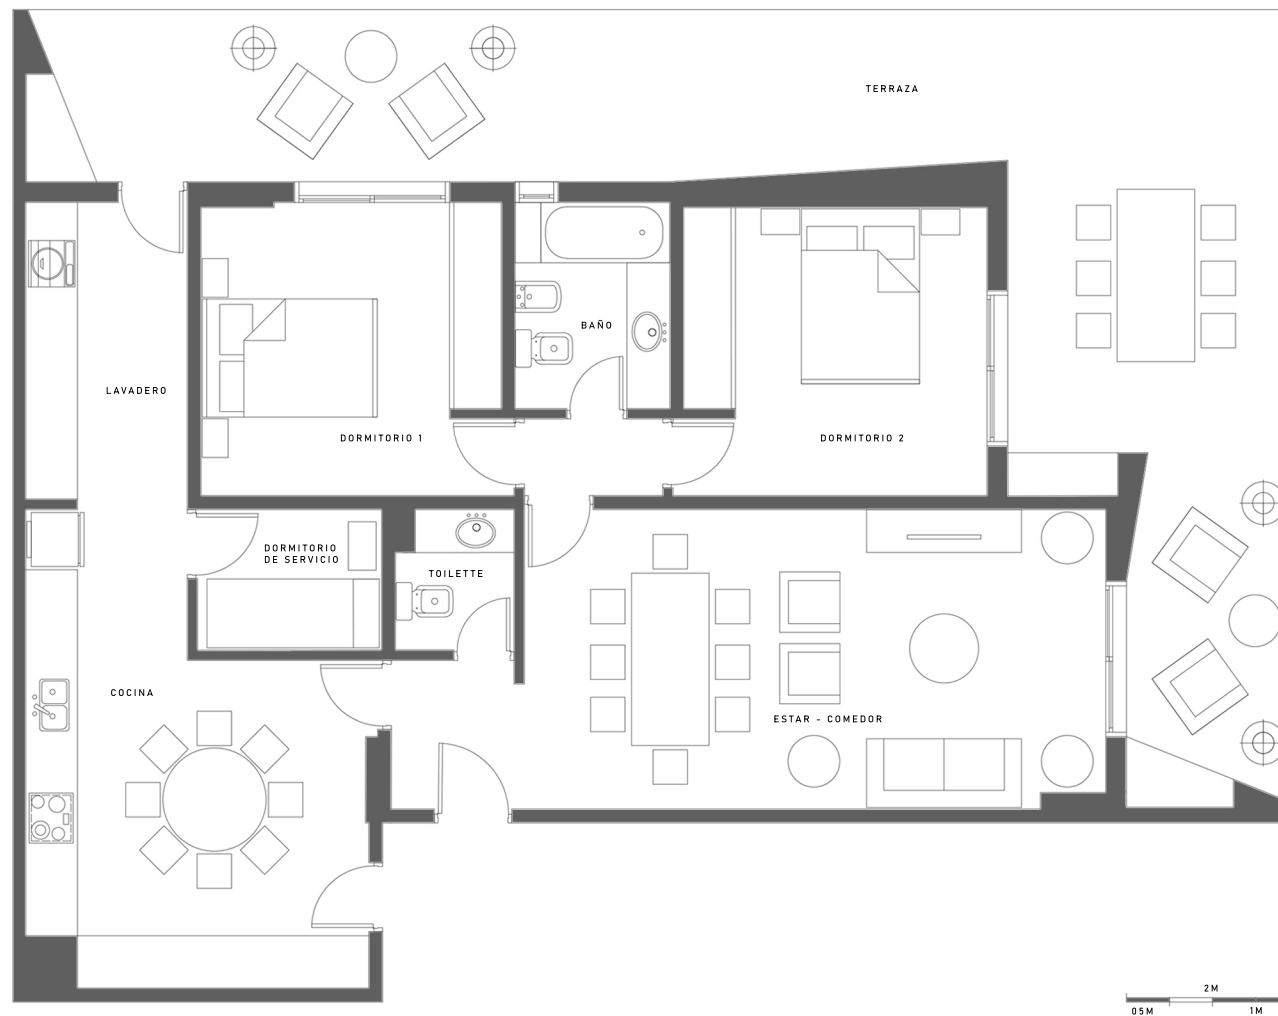 TERRAZA
BAÑO
LAVADERO
DORMITORIO 1
DORMITORIO 2
DORMITORIO
DE SERVICIO
TOILETTE
COCINA
ESTAR - COMEDOR
2M
05M
1M